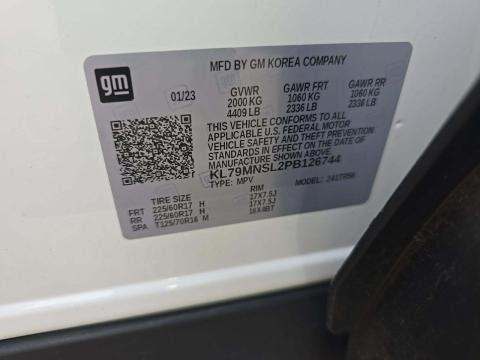 MFD BY GM KOREA COMPANY
gm
01/23 GVWR GAWR FRT GAWR RR
2000 KG 1060 KG 1060 KG
4409 LB 2336 LB 2336 LB
THIS VEHICLE CONFORMS TO ALL
APPLICABLE U.S. FEDERAL MOTOR
VEHICLE SAFETY AND THEFT PREVENTION
STANDARDS IN EFFECT ON THE DATE OF
MANUFACTURE SHOWN ABOVE.
KL79MNSL2PB126744
TYPE: MPV
TIRE SIZE RIM
FRT 225/60R17 H 17X7.5J
RR 225/60R17 H 17X7.5J
SPA T125/70R16 M 16X4BT